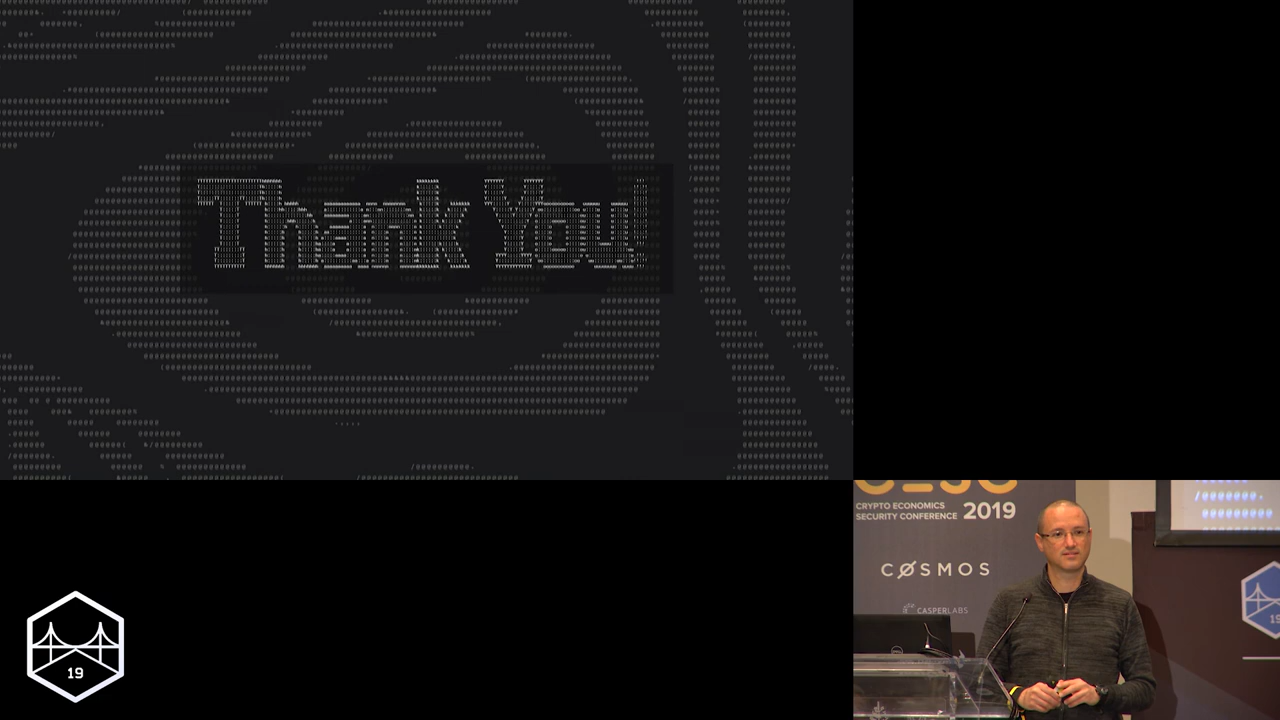 Thank You!
CRYPTO ECONOMICS
SECURITY CONFERENCE 2019
COSMOS
CASPERLABS
19